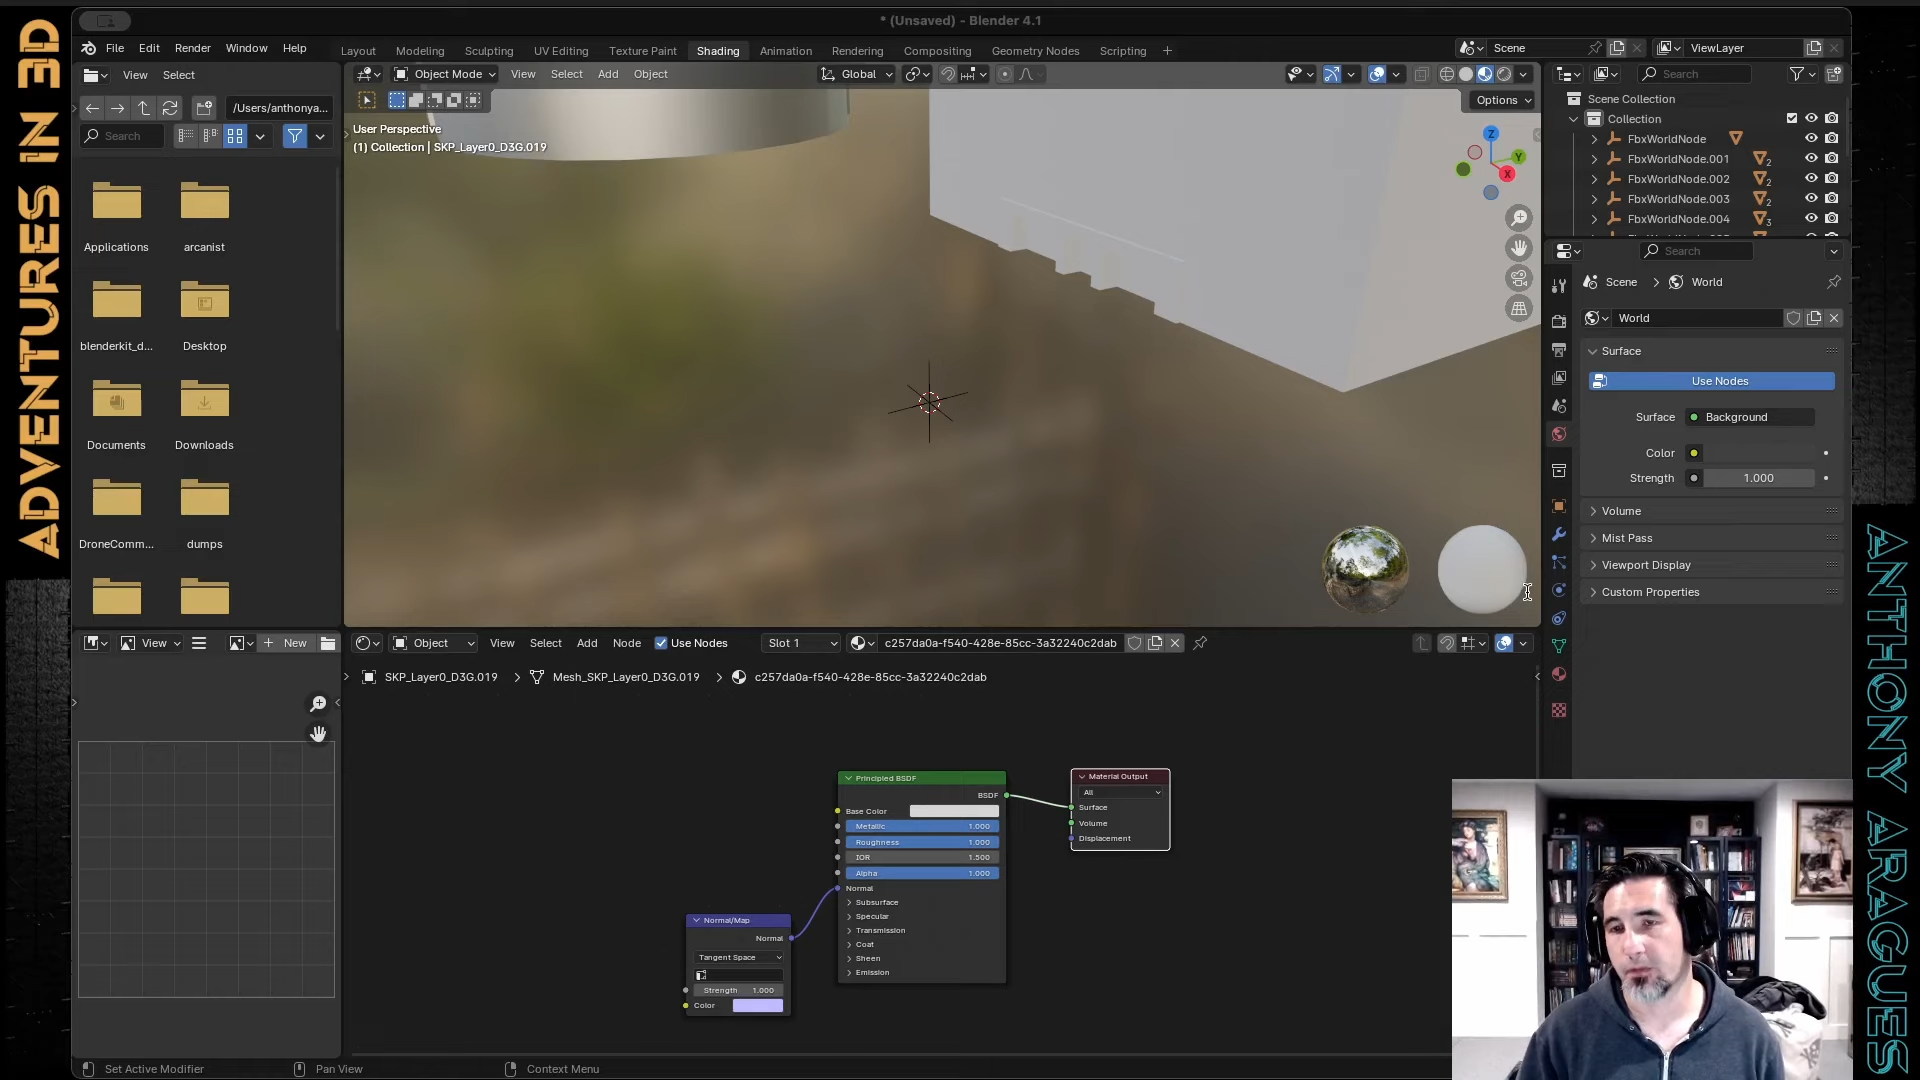 ADVENTURES IN 3D
* (Unsaved) - Blender 4.1
File Edit Render Window Help
Layout Modeling Sculpting UV Editing Texture Paint Shading Animation Rendering Compositing Geometry Nodes Scripting +
Scene
ViewLayer
View Select
Object Mode View Select Add Object
Global
Search
/Users/anthonya...
Options
Search
User Perspective
(1) Collection | SKP_Layer0_D3G.019
Z
Y
X
Scene Collection
Collection
FbxWorldNode
FbxWorldNode.001
2
FbxWorldNode.002
2
FbxWorldNode.003
2
FbxWorldNode.004
3
Applications
arcanist
blenderkit_d...
Desktop
Documents
Downloads
DroneComm...
dumps
Search
Scene > World
World
Surface
Use Nodes
Surface Background
Color
Strength 1.000
Volume
Mist Pass
Viewport Display
Custom Properties
View
+ New
Object View Select Add Node Use Nodes Slot 1 c257da0a-f540-428e-85cc-3a32240c2dab
SKP_Layer0_D3G.019 > Mesh_SKP_Layer0_D3G.019 > c257da0a-f540-428e-85cc-3a32240c2dab
Principled BSDF
BSDF
Base Color
Metallic 1.000
Roughness 1.000
IOR 1.500
Alpha 1.000
Normal
Subsurface
Specular
Transmission
Coat
Sheen
Emission
Material Output
All
Surface
Volume
Displacement
Normal/Map
Normal
Tangent Space
Strength 1.000
Color
Set Active Modifier
Pan View
Context Menu
ANTHONY ARAGUES